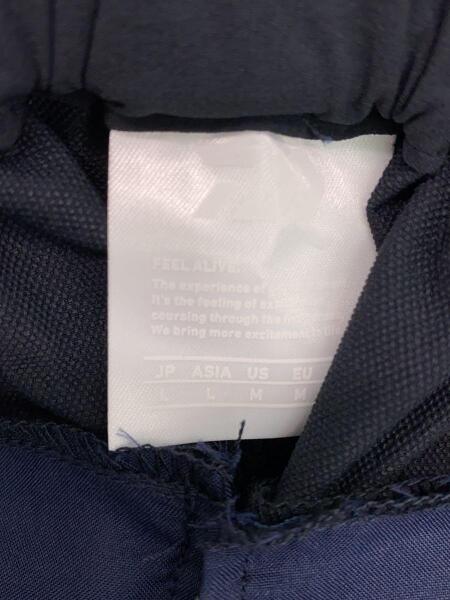 FEEL ALIVE.
The experience of
It's the feeling of
coursing through the
We bring more excitement
JP ASIA US EU
L L M M